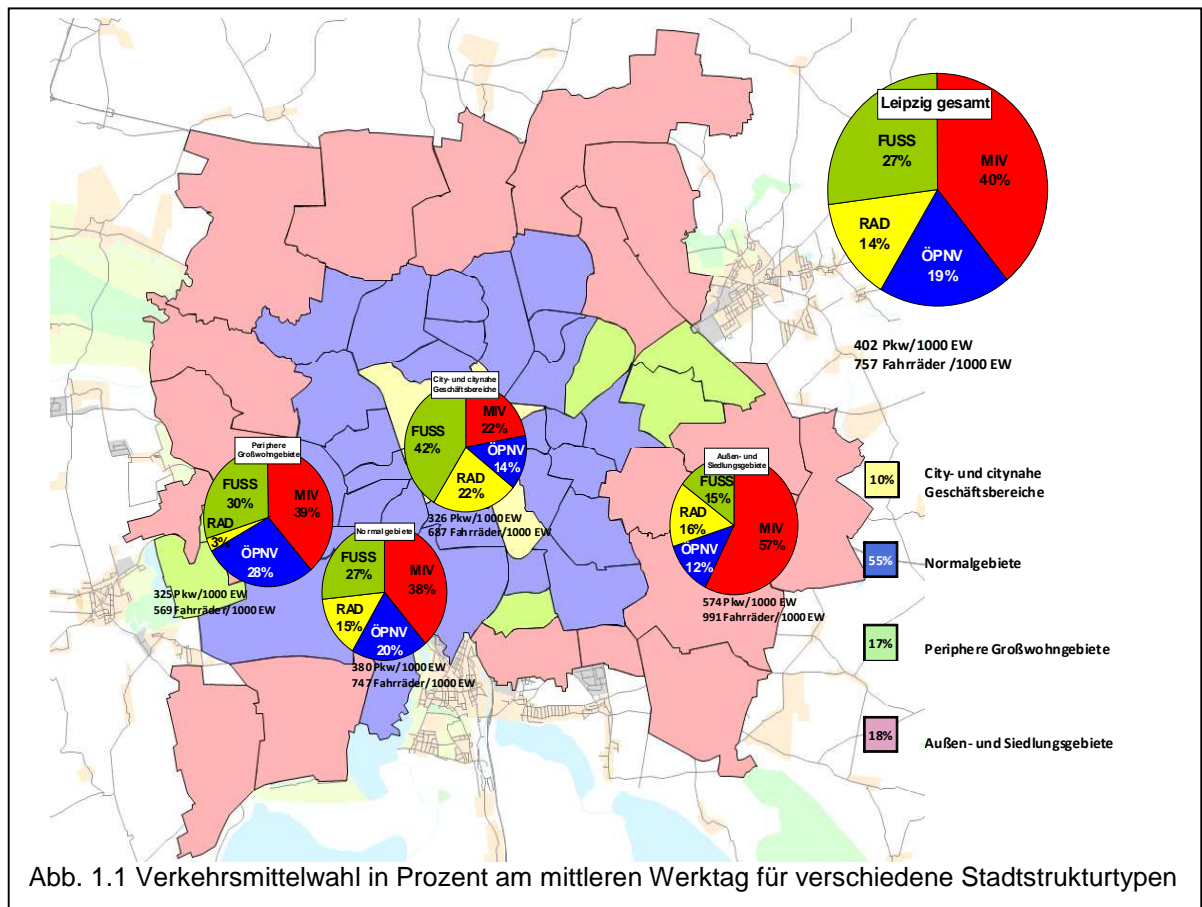 Leipzig gesamt
FUSS
27%
MIV
40%
RAD
14%
ÖPNV
19%
402 Pkw/1000 EW
757 Fahrräder /1000 EW
City- und citynahe
Geschäftsbereiche
FUSS
42%
MIV
22%
ÖPNV
14%
RAD
22%
326 Pkw/1000 EW
687 Fahrräder/1000 EW
Periphere
Großwohngebiete
FUSS
30%
MIV
39%
RAD
3%
ÖPNV
28%
325 Pkw/1000 EW
569 Fahrräder/1000 EW
Normalgebiete
FUSS
27%
MIV
38%
RAD
15%
ÖPNV
20%
380 Pkw/1000 EW
747 Fahrräder/1000 EW
Außen- und
Siedlungsgebiete
FUSS
15%
RAD
16%
MIV
57%
ÖPNV
12%
574 Pkw/1000 EW
991 Fahrräder/1000 EW
10% City- und citynahe
Geschäftsbereiche
55% Normalgebiete
17% Periphere Großwohngebiete
18% Außen- und Siedlungsgebiete
Abb. 1.1 Verkehrsmittelwahl in Prozent am mittleren Werktag für verschiedene Stadtstrukturtypen